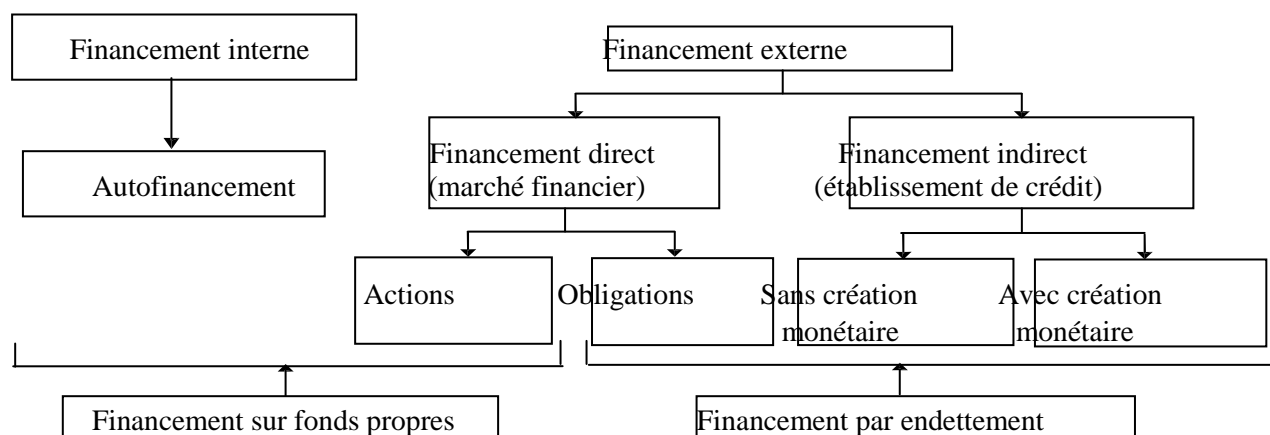 Financement interne
Financement externe
Autofinancement
Financement direct
(marché financier)
Financement indirect
(établissement de crédit)
Actions
Obligations
Sans création
monétaire
Avec création
monétaire
Financement sur fonds propres
Financement par endettement